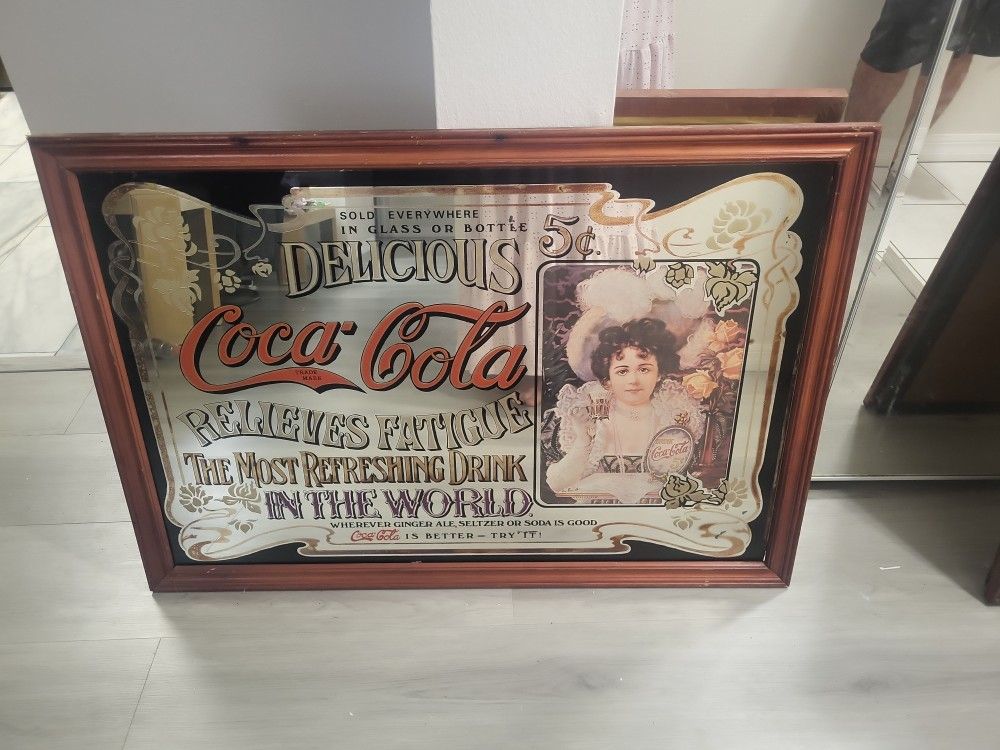 SOLD EVERYWHERE
IN GLASS OR BOTTLE
5¢.
DELICIOUS
Coca-Cola
TRADE
MARK
RELIEVES FATIGUE
THE MOST REFRESHING DRINK
IN THE WORLD.
WHEREVER GINGER ALE, SELTZER OR SODA IS GOOD
Coca-Cola IS BETTER – TRY IT!
Coca-Cola